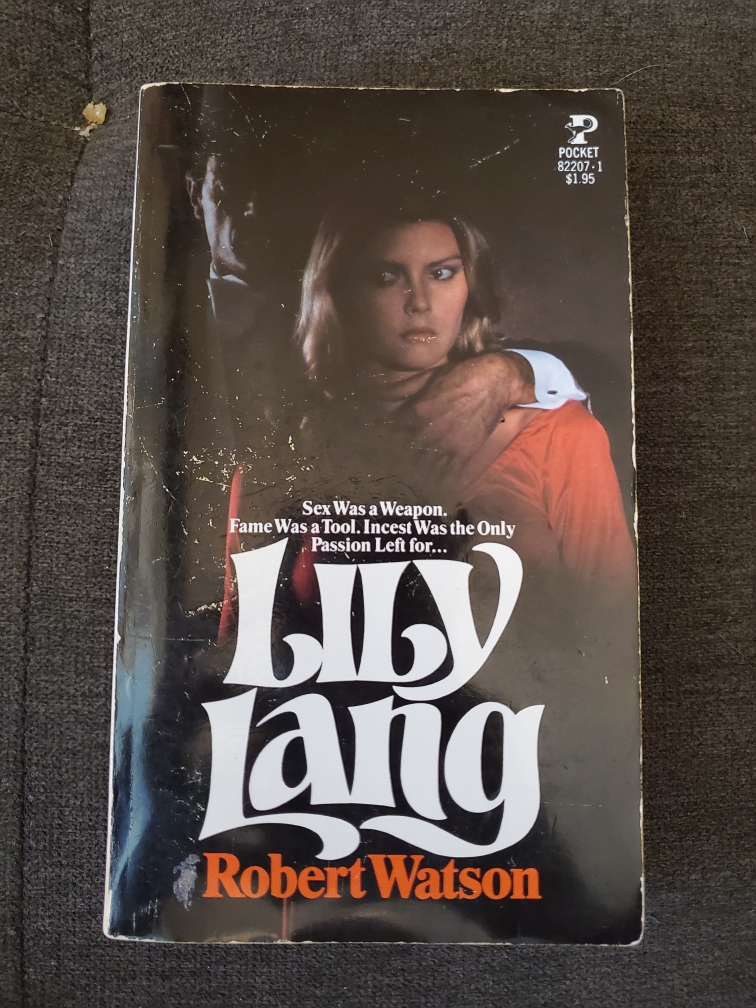 POCKET
82207·1
$1.95
Sex Was a Weapon.
Fame Was a Tool. Incest Was the Only
Passion Left for...
Lily
Lang
Robert Watson